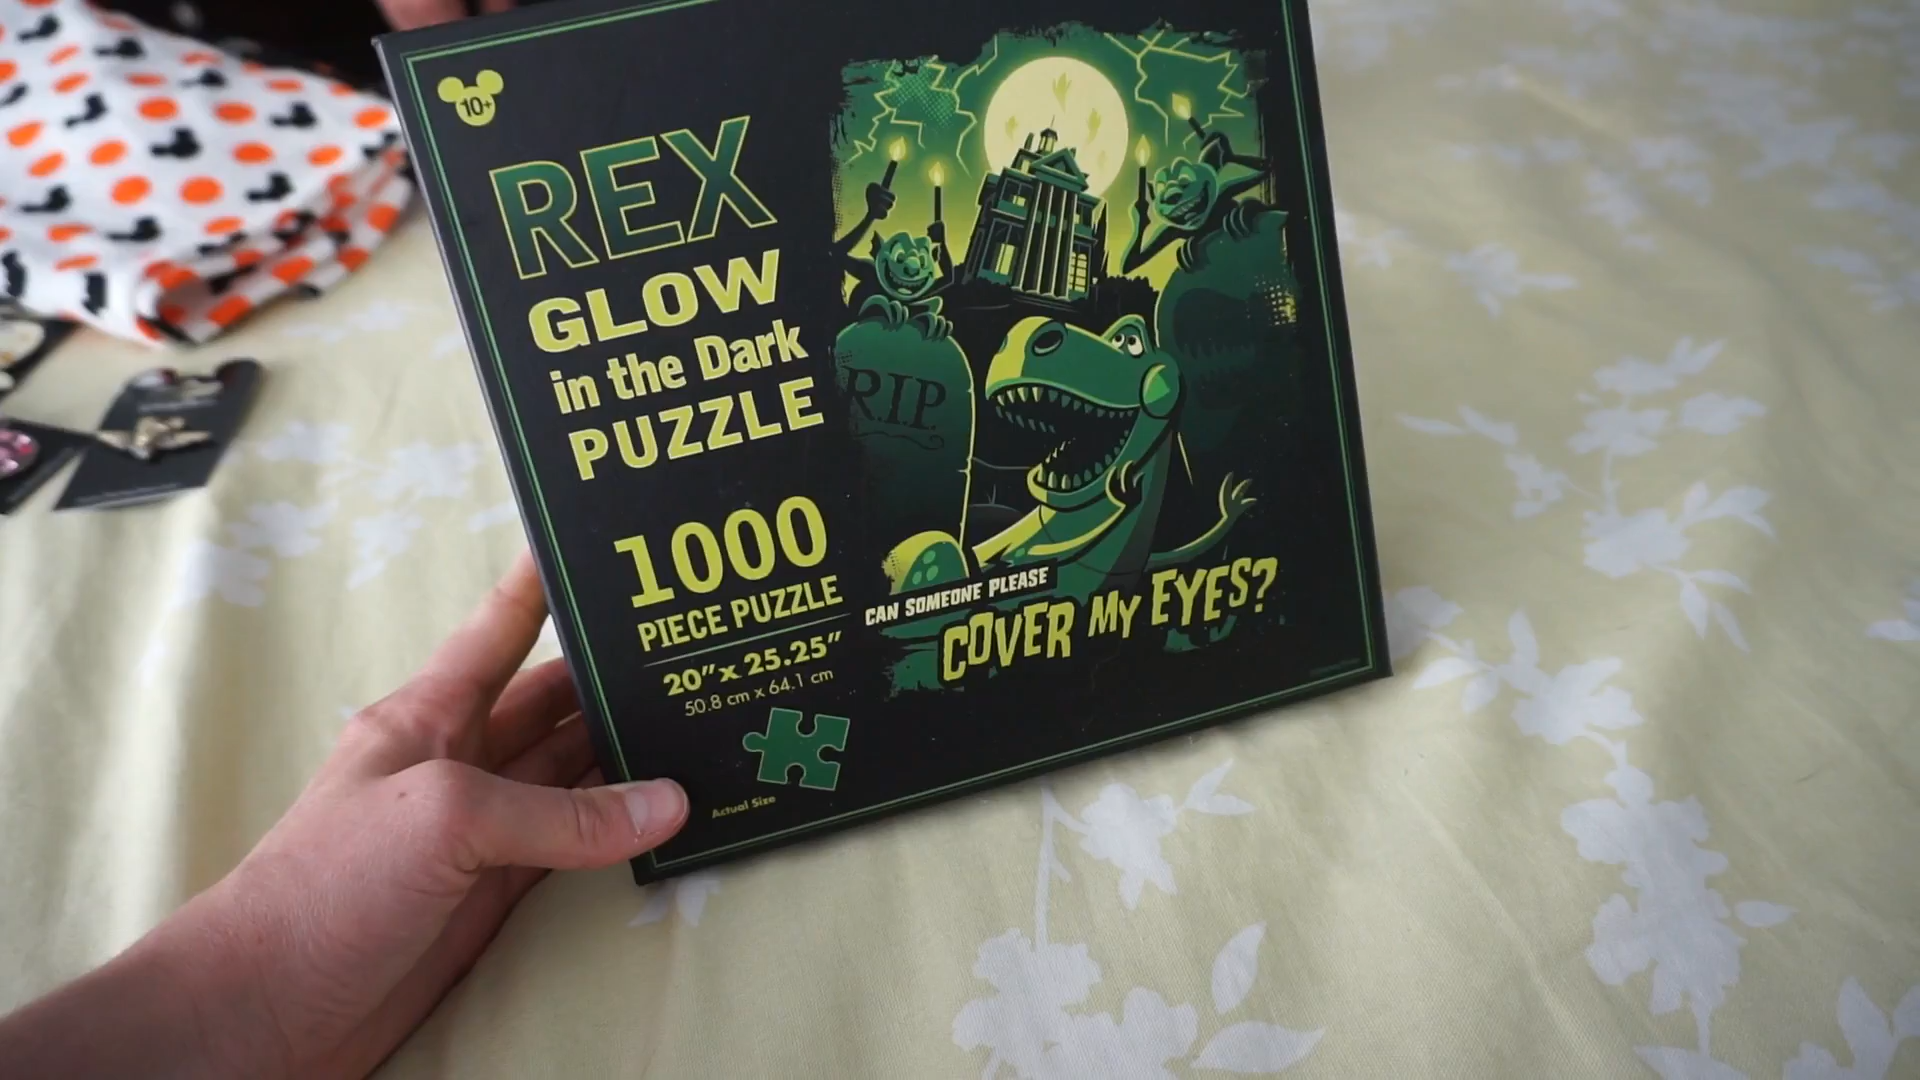 10+
REX
GLOW
in the Dark
PUZZLE
1000
PIECE PUZZLE
20" x 25.25"
50.8 cm x 64.1 cm
Actual Size
R.I.P.
CAN SOMEONE PLEASE
COVER MY EYES?